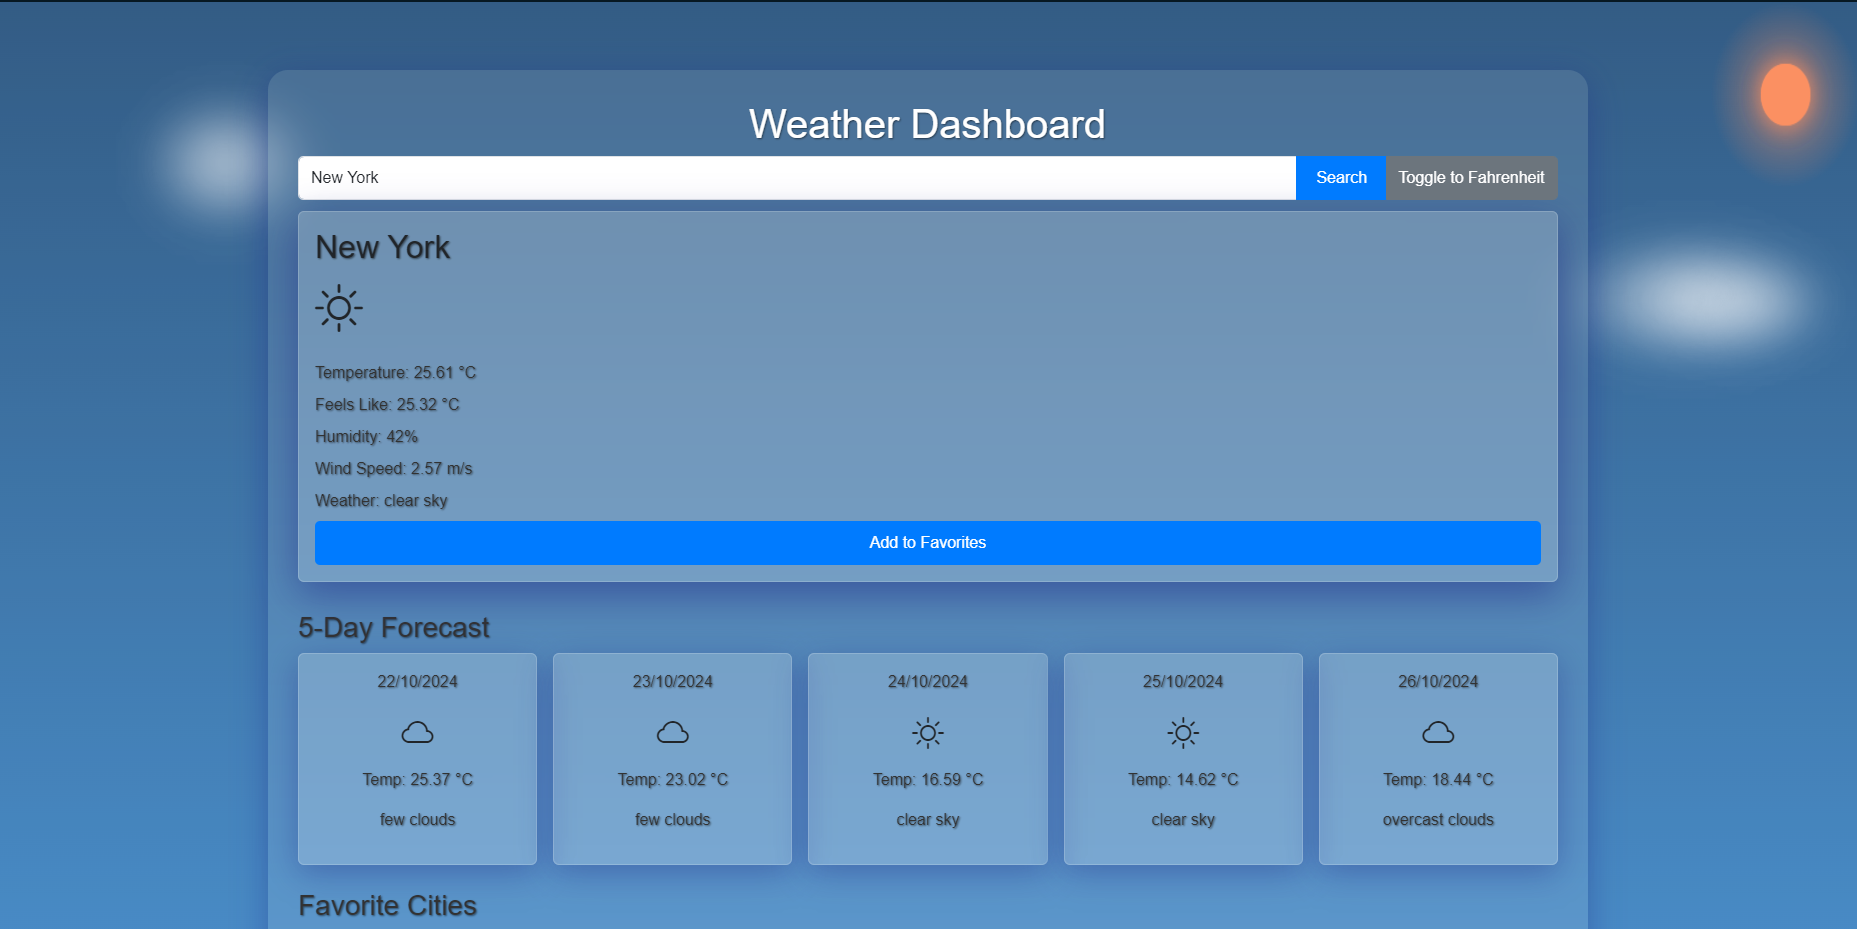 Weather Dashboard
New York
Search
Toggle to Fahrenheit
New York
Temperature: 25.61 °C
Feels Like: 25.32 °C
Humidity: 42%
Wind Speed: 2.57 m/s
Weather: clear sky
Add to Favorites
5-Day Forecast
22/10/2024
Temp: 25.37 °C
few clouds
23/10/2024
Temp: 23.02 °C
few clouds
24/10/2024
Temp: 16.59 °C
clear sky
25/10/2024
Temp: 14.62 °C
clear sky
26/10/2024
Temp: 18.44 °C
overcast clouds
Favorite Cities